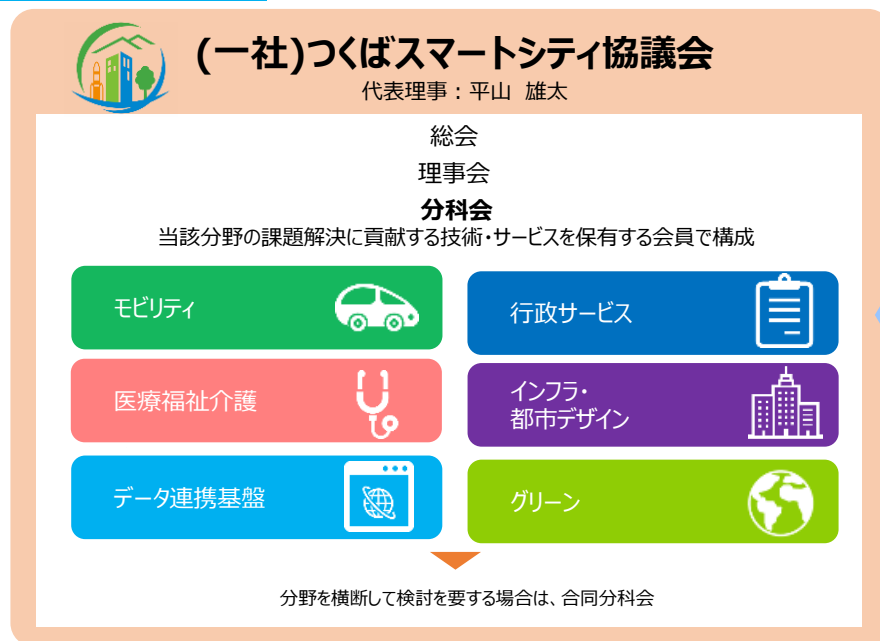 (一社)つくばスマートシティ協議会
代表理事：平山 雄太
総会
理事会
分科会
当該分野の課題解決に貢献する技術・サービスを保有する会員で構成
モビリティ
行政サービス
医療福祉介護
インフラ・
都市デザイン
データ連携基盤
グリーン
分野を横断して検討を要する場合は、合同分科会